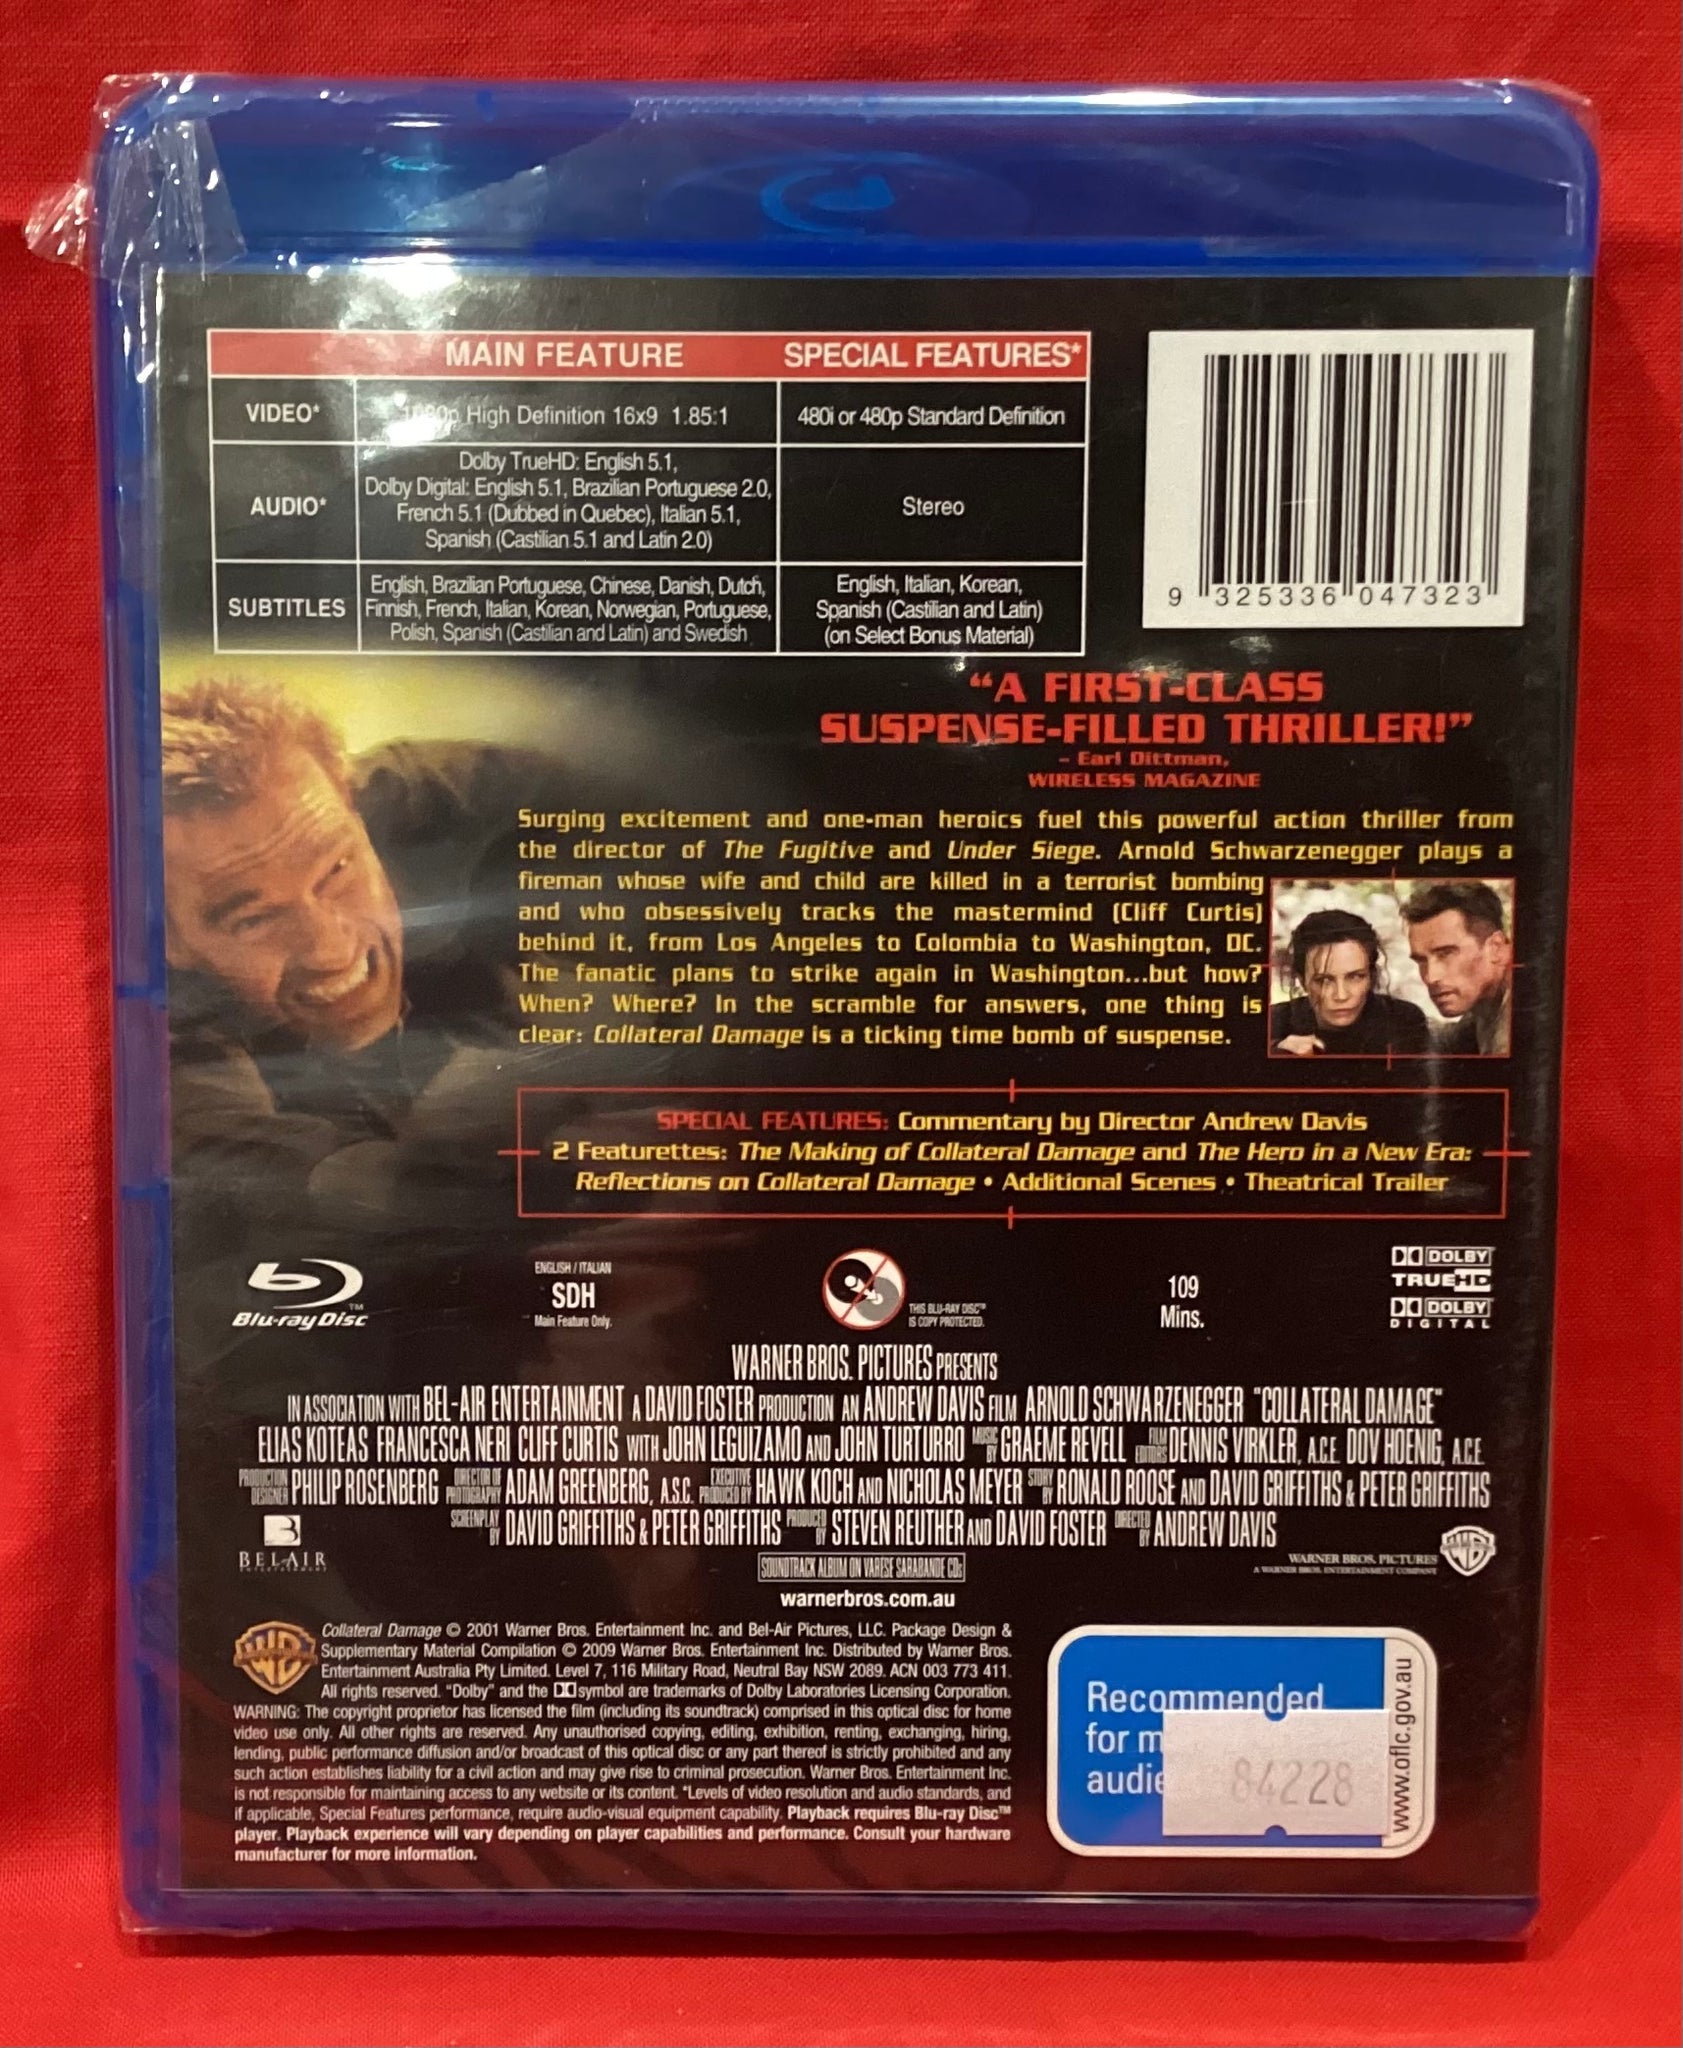 MAIN FEATURE SPECIAL FEATURES*
VIDEO* 1080p High Definition 16x9 1.85:1 480i or 480p Standard Definition
AUDIO* Dolby TrueHD: English 5.1,
Dolby Digital: English 5.1, Brazilian Portuguese 2.0,
French 5.1 (Dubbed in Quebec), Italian 5.1,
Spanish (Castilian 5.1 and Latin 2.0)
Stereo
SUBTITLES English, Brazilian Portuguese, Chinese, Danish, Dutch,
Finnish, French, Italian, Korean, Norwegian, Portuguese,
Polish, Spanish (Castilian and Latin) and Swedish
English, Italian, Korean,
Spanish (Castilian and Latin)
(on Select Bonus Material)
9 325336 047323
"A FIRST-CLASS
SUSPENSE-FILLED THRILLER!"
- Earl Dittman,
WIRELESS MAGAZINE
Surging excitement and one-man heroics fuel this powerful action thriller from
the director of The Fugitive and Under Siege. Arnold Schwarzenegger plays a
fireman whose wife and child are killed in a terrorist bombing
and who obsessively tracks the mastermind (Cliff Curtis)
behind it, from Los Angeles to Colombia to Washington, DC.
The fanatic plans to strike again in Washington...but how?
When? Where? In the scramble for answers, one thing is
clear: Collateral Damage is a ticking time bomb of suspense.
SPECIAL FEATURES: Commentary by Director Andrew Davis
2 Featurettes: The Making of Collateral Damage and The Hero in a New Era:
Reflections on Collateral Damage • Additional Scenes • Theatrical Trailer
Blu-ray Disc™
ENGLISH / ITALIAN
SDH
Main Feature Only.
THIS BLU-RAY DISC™
IS COPY PROTECTED.
109
Mins.
DOLBY
TRUEHD
DOLBY
DIGITAL
WARNER BROS. PICTURES PRESENTS
IN ASSOCIATION WITH BEL-AIR ENTERTAINMENT A DAVID FOSTER PRODUCTION AN ANDREW DAVIS FILM ARNOLD SCHWARZENEGGER "COLLATERAL DAMAGE"
ELIAS KOTEAS FRANCESCA NERI CLIFF CURTIS WITH JOHN LEGUIZAMO AND JOHN TURTURRO MUSIC BY GRAEME REVELL FILM EDITORS DENNIS VIRKLER, A.C.E. DOV HOENIG, A.C.E.
PRODUCTION DESIGNER PHILIP ROSENBERG DIRECTOR OF PHOTOGRAPHY ADAM GREENBERG, A.S.C. EXECUTIVE PRODUCED BY HAWK KOCH AND NICHOLAS MEYER STORY BY RONALD ROOSE AND DAVID GRIFFITHS & PETER GRIFFITHS
SCREENPLAY BY DAVID GRIFFITHS & PETER GRIFFITHS PRODUCED BY STEVEN REUTHER AND DAVID FOSTER DIRECTED BY ANDREW DAVIS
BEL-AIR
ENTERTAINMENT
SOUNDTRACK ALBUM ON VARESE SARABANDE CDs
WARNER BROS. PICTURES
A WARNER BROS. ENTERTAINMENT COMPANY
warnerbros.com.au
Collateral Damage © 2001 Warner Bros. Entertainment Inc. and Bel-Air Pictures, LLC. Package Design &
Supplementary Material Compilation © 2009 Warner Bros. Entertainment Inc. Distributed by Warner Bros.
Entertainment Australia Pty Limited. Level 7, 116 Military Road, Neutral Bay NSW 2089. ACN 003 773 411.
All rights reserved. "Dolby" and the symbol are trademarks of Dolby Laboratories Licensing Corporation.
WARNING: The copyright proprietor has licensed the film (including its soundtrack) comprised in this optical disc for home
video use only. All other rights are reserved. Any unauthorised copying, editing, exhibition, renting, exchanging, hiring,
lending, public performance diffusion and/or broadcast of this optical disc or any part thereof is strictly prohibited and any
such action establishes liability for a civil action and may give rise to criminal prosecution. Warner Bros. Entertainment Inc.
is not responsible for maintaining access to any website or its content. *Levels of video resolution and audio standards, and
if applicable, Special Features performance, require audio-visual equipment capability. Playback requires Blu-ray Disc™
player. Playback experience will vary depending on player capabilities and performance. Consult your hardware
manufacturer for more information.
Recommended
for m
audie
84228
www.oflc.gov.au